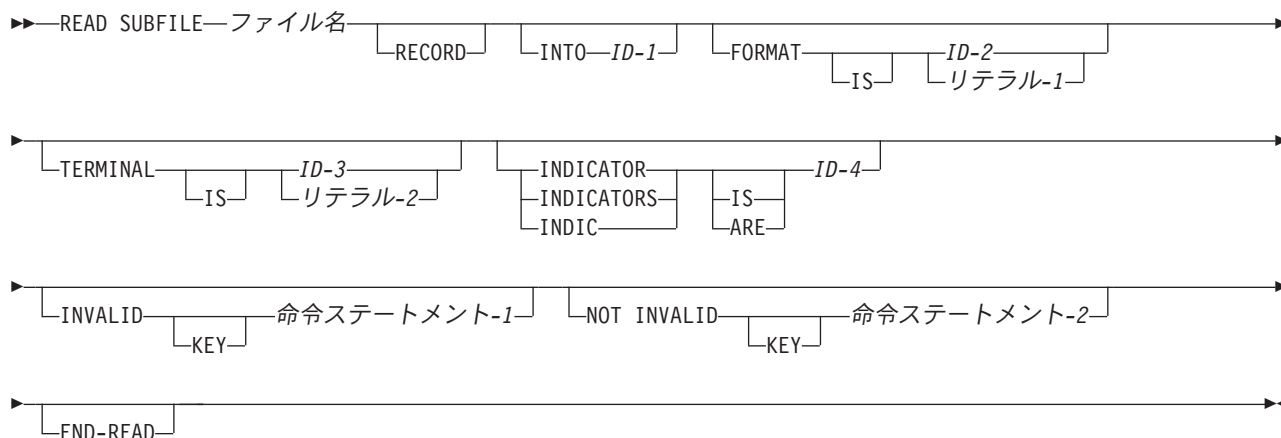 READ SUBFILE ファイル名 RECORD INTO ID-1 FORMAT IS ID-2 リテラル-1
TERMINAL IS ID-3 リテラル-2 INDICATOR INDICATORS INDIC IS ARE ID-4
INVALID KEY 命令ステートメント-1 NOT INVALID KEY 命令ステートメント-2
END-READ